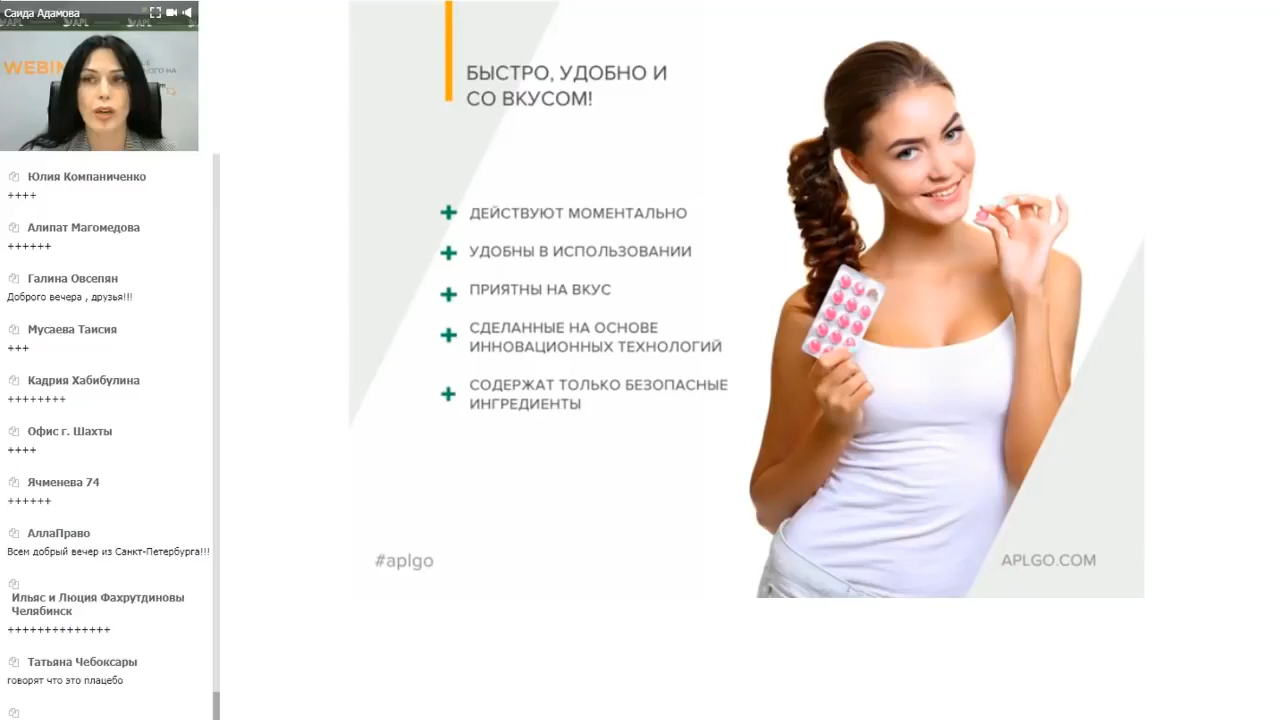 Саида Адамова
WEBIN
Юлия Компаниченко
++++
Алипат Магомедова
++++++
Галина Овсепян
Доброго вечера , друзья!!!
Мусаева Таисия
+++
Кадрия Хабибулина
++++++++
Офис г. Шахты
++++
Ячменева 74
++++++
АллаПраво
Всем добрый вечер из Санкт-Петербурга!!!
Ильяс и Люция Фахрутдиновы
Челябинск
++++++++++++++
Татьяна Чебоксары
говорят что это плацебо
БЫСТРО, УДОБНО И
СО ВКУСОМ!
ДЕЙСТВУЮТ МОМЕНТАЛЬНО
УДОБНЫ В ИСПОЛЬЗОВАНИИ
ПРИЯТНЫ НА ВКУС
СДЕЛАННЫЕ НА ОСНОВЕ
ИННОВАЦИОННЫХ ТЕХНОЛОГИЙ
СОДЕРЖАТ ТОЛЬКО БЕЗОПАСНЫЕ
ИНГРЕДИЕНТЫ
#aplgo
APLGO.COM